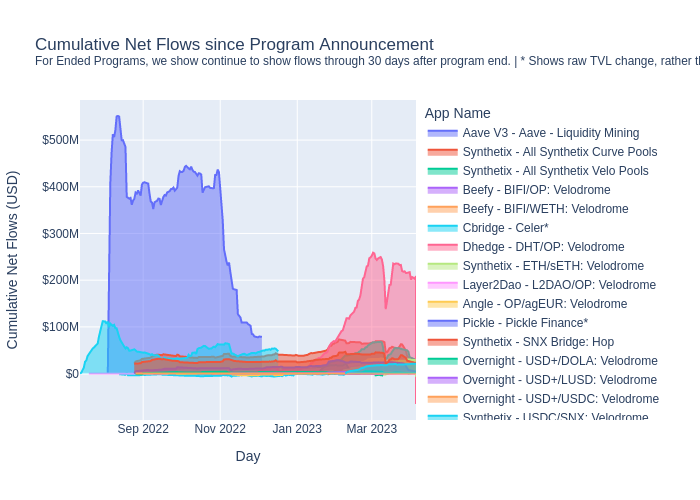 Cumulative Net Flows since Program Announcement
For Ended Programs, we show continue to show flows through 30 days after program end. | * Shows raw TVL change, rather
App Name
Aave V3 - Aave - Liquidity Mining
Synthetix - All Synthetix Curve Pools
Synthetix - All Synthetix Velo Pools
Beefy - BIFI/OP: Velodrome
Beefy - BIFI/WETH: Velodrome
Cbridge - Celer*
Dhedge - DHT/OP: Velodrome
Synthetix - ETH/sETH: Velodrome
Layer2Dao - L2DAO/OP: Velodrome
Angle - OP/agEUR: Velodrome
Pickle - Pickle Finance*
Synthetix - SNX Bridge: Hop
Overnight - USD+/DOLA: Velodrome
Overnight - USD+/LUSD: Velodrome
Overnight - USD+/USDC: Velodrome
Synthetix - USDC/SNX: Velodrome
$500M
$400M
$300M
$200M
$100M
$0
Cumulative Net Flows (USD)
Sep 2022
Nov 2022
Jan 2023
Mar 2023
Day